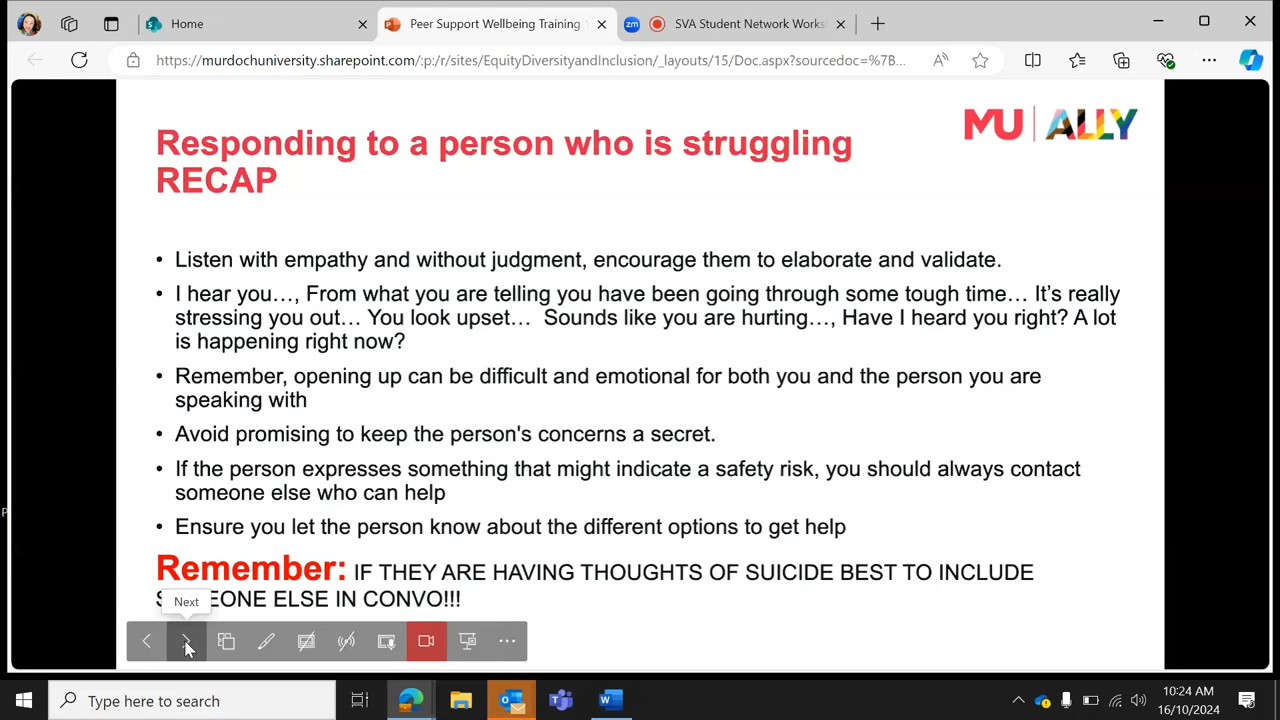 Home
Peer Support Wellbeing Training
zm
SVA Student Network Works
https://murdochuniversity.sharepoint.com/:p:/r/sites/EquityDiversityandInclusion/_layouts/15/Doc.aspx?sourcedoc=%7B...
MU | ALLY
Responding to a person who is struggling
RECAP
• Listen with empathy and without judgment, encourage them to elaborate and validate.
• I hear you…, From what you are telling you have been going through some tough time… It’s really
stressing you out… You look upset… Sounds like you are hurting…, Have I heard you right? A lot
is happening right now?
• Remember, opening up can be difficult and emotional for both you and the person you are
speaking with
• Avoid promising to keep the person's concerns a secret.
• If the person expresses something that might indicate a safety risk, you should always contact
someone else who can help
• Ensure you let the person know about the different options to get help
Remember: IF THEY ARE HAVING THOUGHTS OF SUICIDE BEST TO INCLUDE
ELSE IN CONVO!!!
Next
Type here to search
10:24 AM
16/10/2024